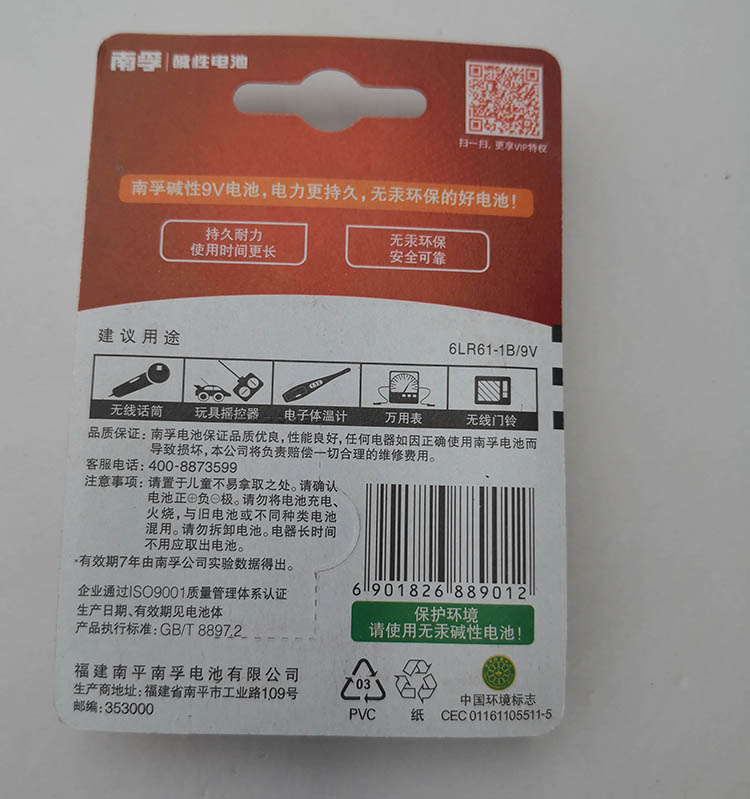 南孚 碱性电池
扫一扫，更享VIP特权
南孚碱性9V电池，电力更持久，无汞环保的好电池！
持久耐力
使用时间更长
无汞环保
安全可靠
建议用途
6LR61-1B/9V
无线话筒 玩具摇控器 电子体温计 万用表 无线门铃
品质保证：南孚电池保证品质优良，性能良好，任何电器如因正确使用南孚电池而
导致损坏，本公司将负责赔偿一切合理的维修费用。
客服电话：400-8873599
注意事项：请置于儿童不易拿取之处。请确认
电池正⊕负⊖极。请勿将电池充电、
火烧，与旧电池或不同种类电池
混用。请勿拆卸电池。电器长时间
不用应取出电池。
*有效期7年由南孚公司实验数据得出。
企业通过ISO9001质量管理体系认证
生产日期、有效期见电池体
产品执行标准：GB/T 8897.2
6 901826 889012
保护环境
请使用无汞碱性电池！
福建南平南孚电池有限公司
生产商地址：福建省南平市工业路109号
邮编：353000
03
PVC
纸
中国环境标志
CEC 01161105511-5